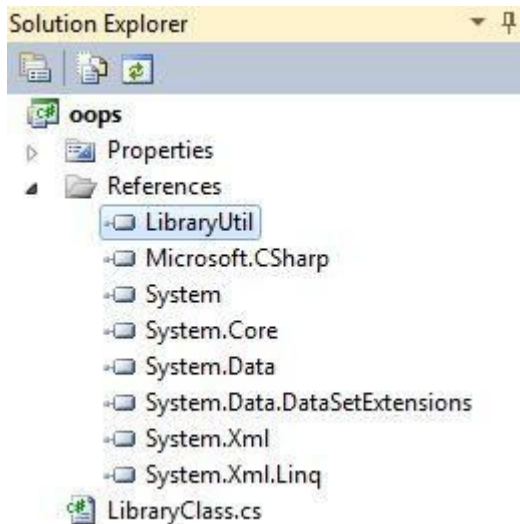 Solution Explorer
oops
Properties
References
LibraryUtil
Microsoft.CSharp
System
System.Core
System.Data
System.Data.DataSetExtensions
System.Xml
System.Xml.Linq
LibraryClass.cs